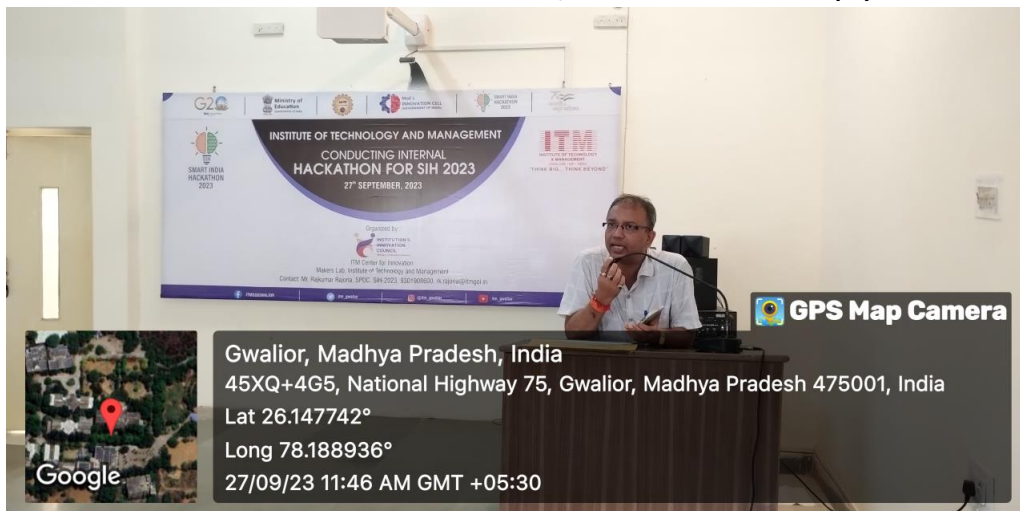 G20
Ministry of
Education
INNOVATION CELL
SMART INDIA
HACKATHON
2023
INSTITUTE OF TECHNOLOGY AND MANAGEMENT
CONDUCTING INTERNAL
HACKATHON FOR SIH 2023
27th SEPTEMBER, 2023
SMART INDIA
HACKATHON
2023
ITM
INSTITUTE OF TECHNOLOGY
& MANAGEMENT
"THINK BIG... THINK BEYOND"
Organized by
INSTITUTION'S
INNOVATION
COUNCIL
ITM Center for Innovation
Makers Lab, Institute of Technology and Management
GPS Map Camera
Gwalior, Madhya Pradesh, India
45XQ+4G5, National Highway 75, Gwalior, Madhya Pradesh 475001, India
Lat 26.147742°
Long 78.188936°
27/09/23 11:46 AM GMT +05:30
Google